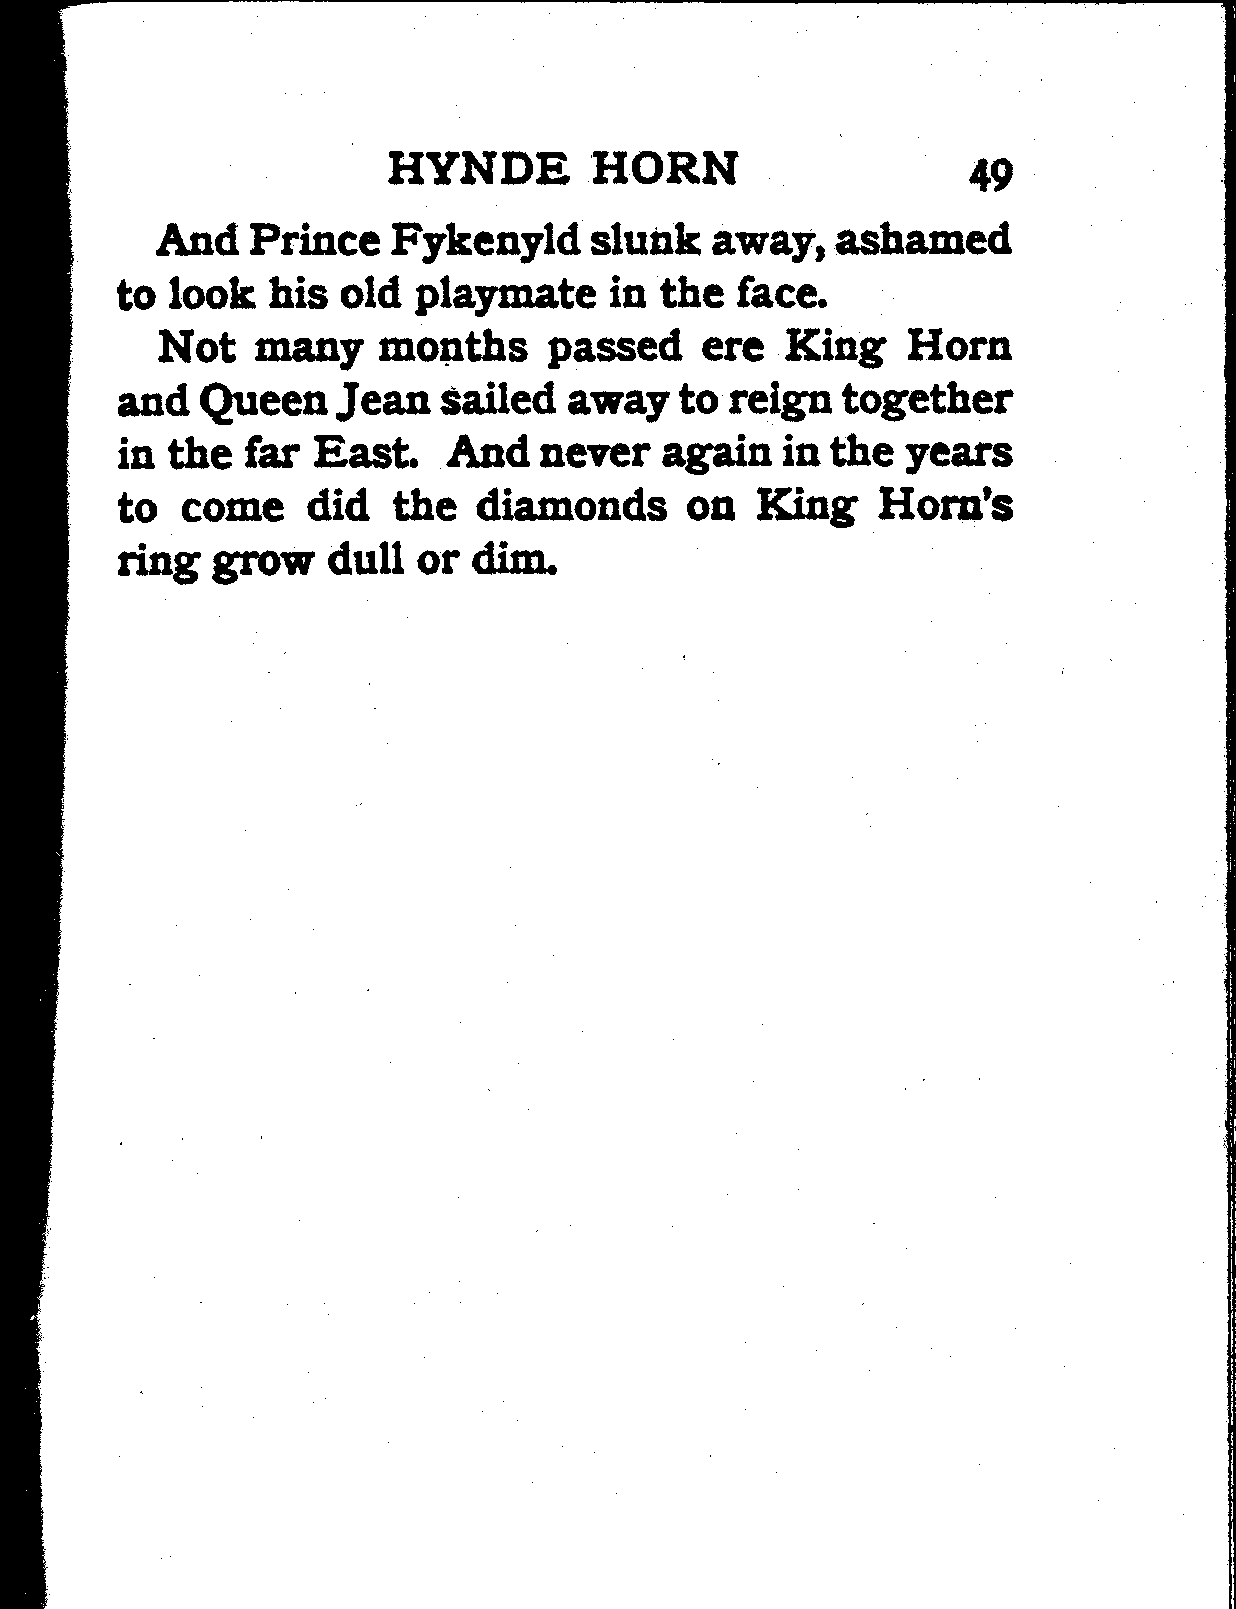 HYNDE HORN 49
And Prince Fykenyld slunk away, ashamed
to look his old playmate in the face.
Not many months passed ere King Horn
and Queen Jean sailed away to reign together
in the far East. And never again in the years
to come did the diamonds on King Horn's
ring grow dull or dim.